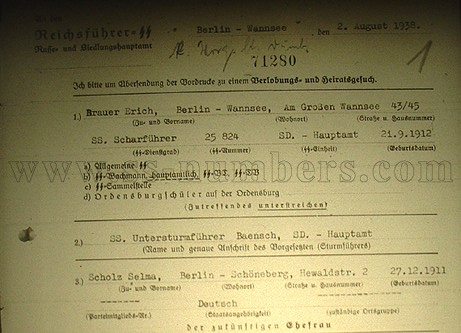 An den
Reichsführer-SS
Rasse- und Siedlungshauptamt
Berlin - Wannsee , den 2. August 1938.
71280
1
Ich bitte um Übersendung der Vordrucke zu einem Verlobungs- und Heiratsgesuch.
1.) Brauer Erich, Berlin - Wannsee, Am Großen Wannsee 43/45
(Zu- und Vorname) (Wohnort) (Straße u. Hausnummer)
SS. Scharführer 25 824 SD. - Hauptamt 21.9.1912
(SS-Dienstgrad) (SS-Nummer) (SS-Einheit) (Geburtsdatum)
www. numbers.com
a) Allgemeine SS
b) SS-Wachmann, hauptamtlich, SS-VT. SS-TV
c) SS-Sammelstelle
d) Ordensburgschüler auf der Ordensburg
(Zutreffendes unterstreichen)
2.) SS. Untersturmführer Baensch, SD. - Hauptamt
(Name und genaue Anschrift des Vorgesetzten (Sturmführers)
3.) Scholz Selma, Berlin - Schöneberg, Hewaldstr. 2 27.12.1911
(Zu- und Vorname) (Wohnort) (Straße u. Hausnummer) (Geburtsdatum)
Deutsch
(Parteimitglieds-Nr.) (Staatsangehörigkeit) (zuständige Ortsgruppe)
der zukünftigen Ehefrau